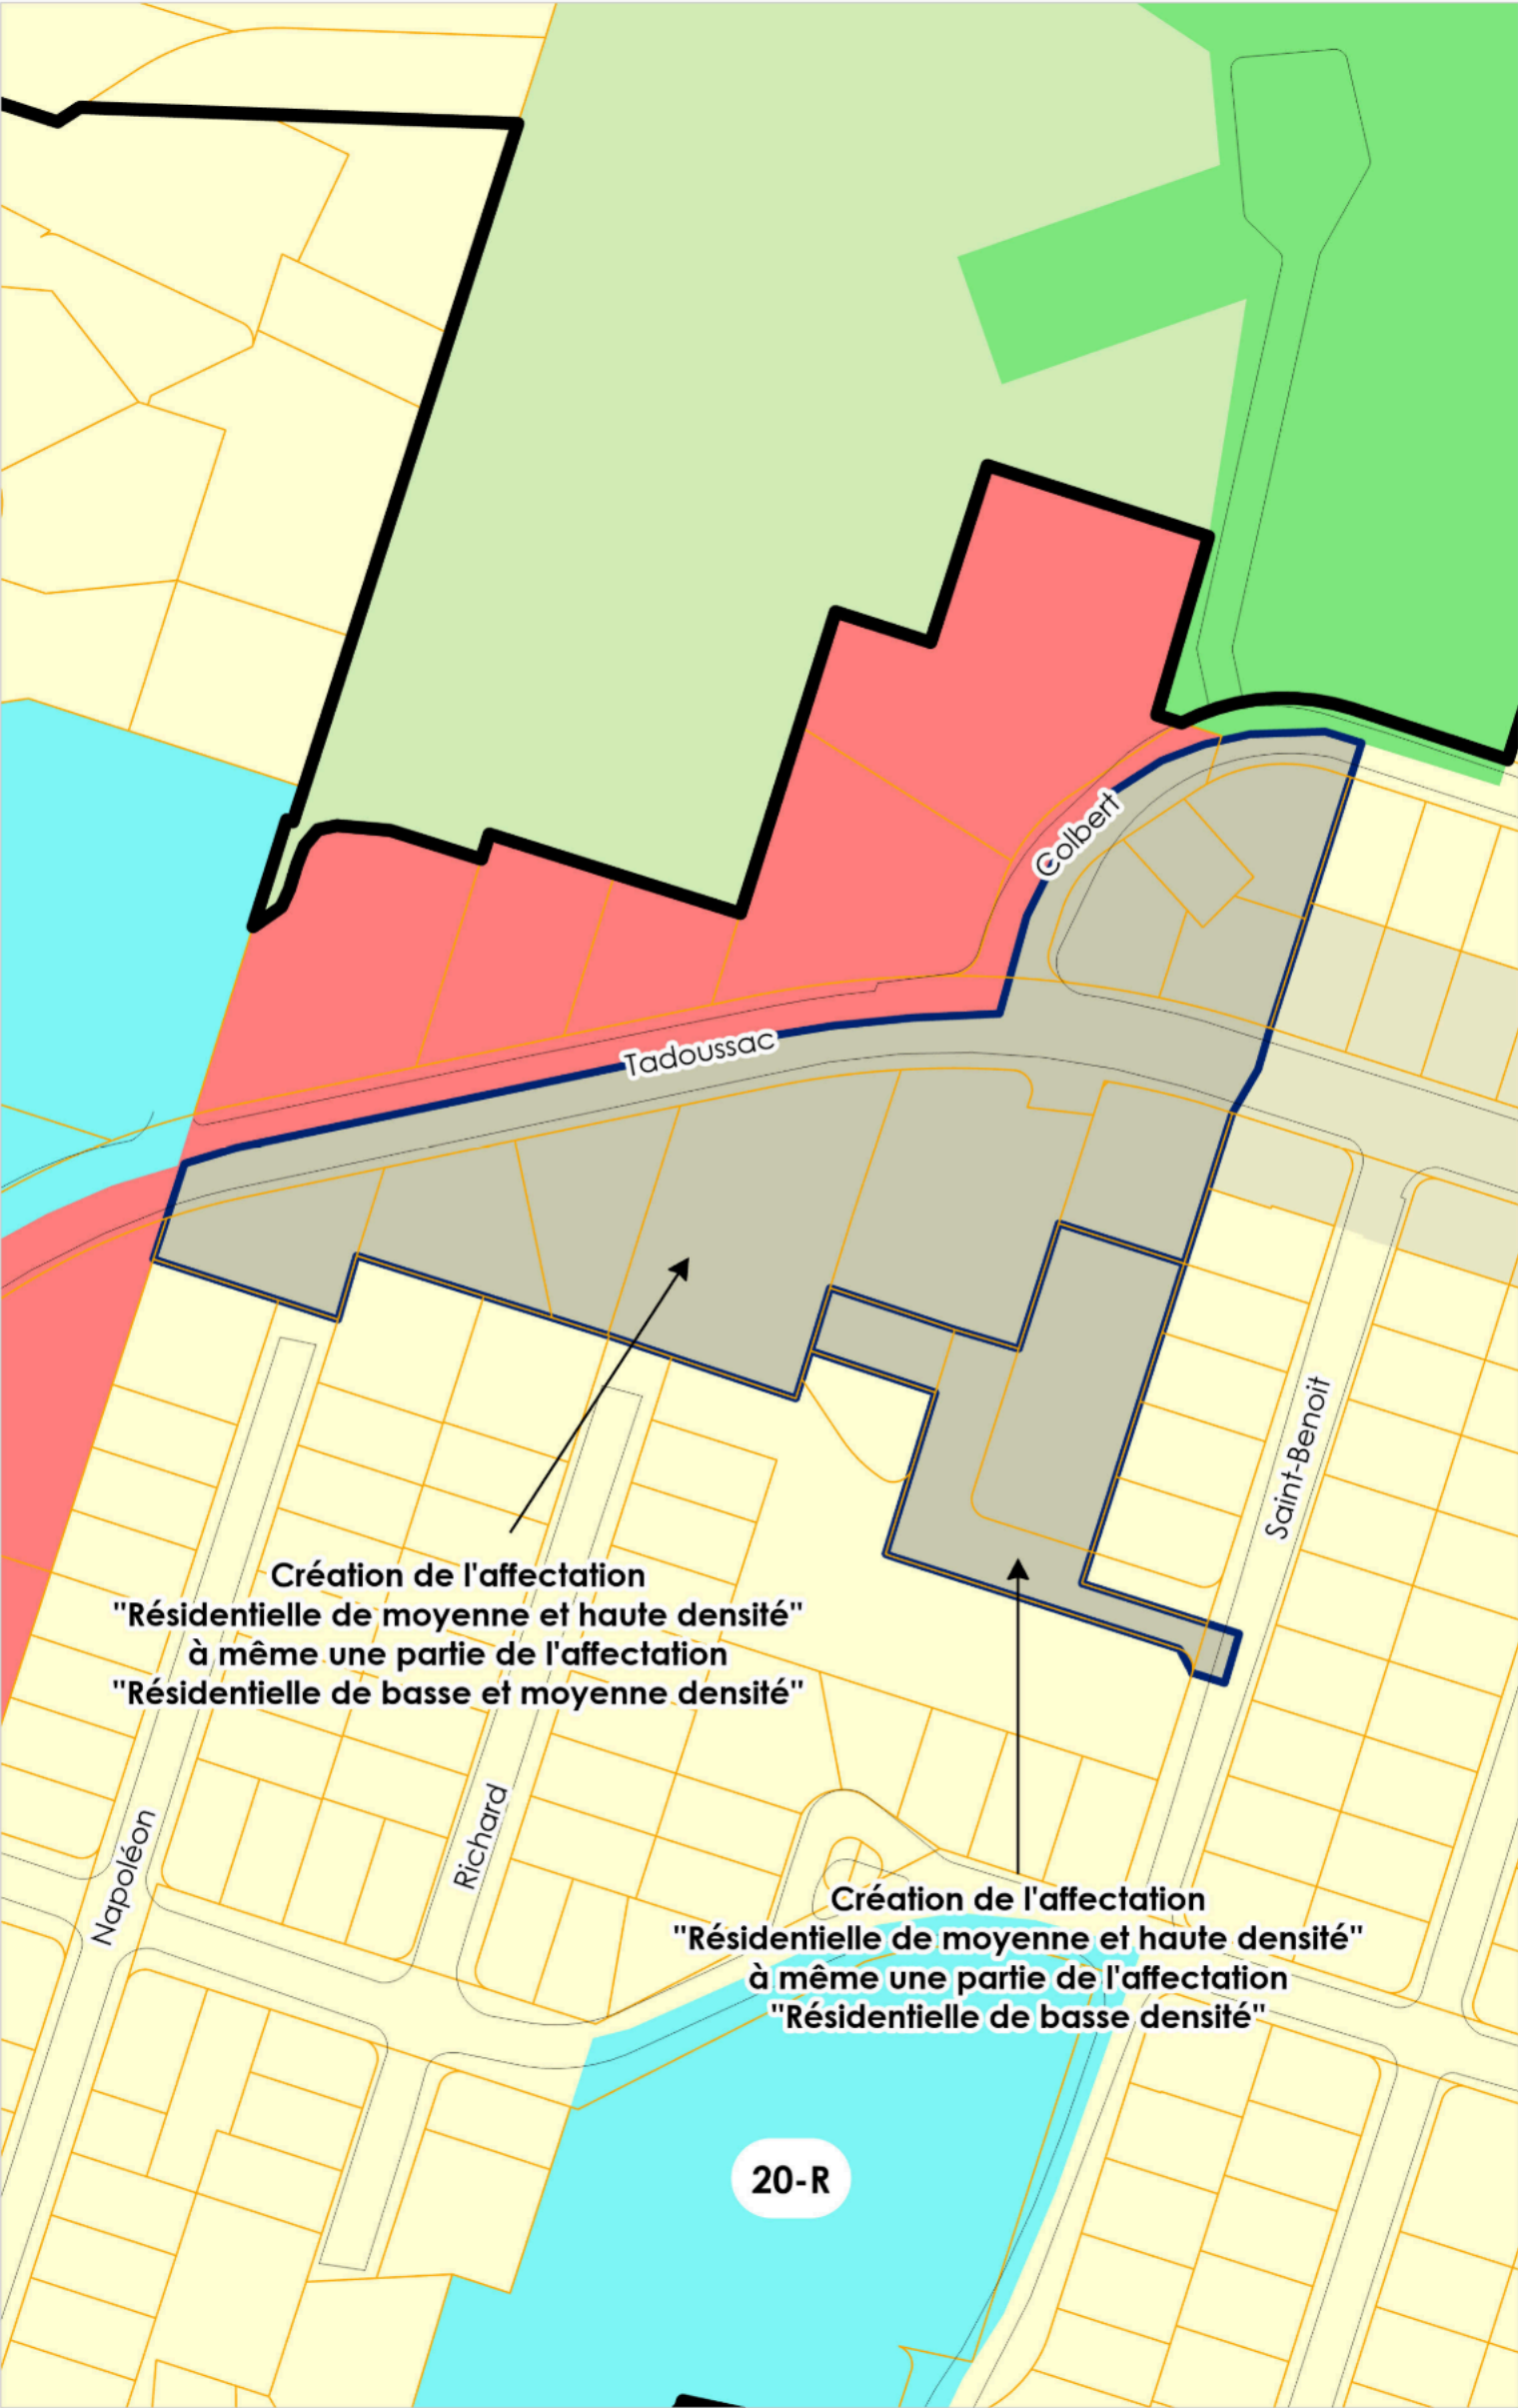 Colbert
Tadoussac
Saint-Benoit
Création de l'affectation
"Résidentielle de moyenne et haute densité"
à même une partie de l'affectation
"Résidentielle de basse et moyenne densité"
Napoléon
Richard
Création de l'affectation
"Résidentielle de moyenne et haute densité"
à même une partie de l'affectation
"Résidentielle de basse densité"
20-R